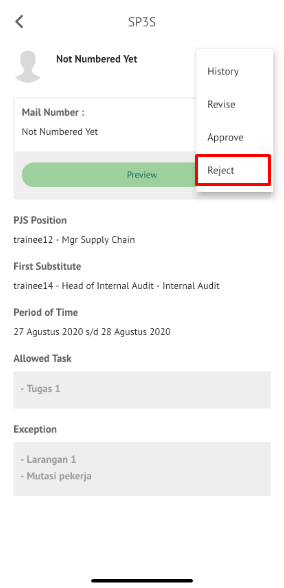 SP3S
Not Numbered Yet
History
Revise
Approve
Reject
Mail Number :
Not Numbered Yet
Preview
PJS Position
trainee12 - Mgr Supply Chain
First Substitute
trainee14 - Head of Internal Audit - Internal Audit
Period of Time
27 Agustus 2020 s/d 28 Agustus 2020
Allowed Task
- Tugas 1
Exception
- Larangan 1
- Mutasi pekerja